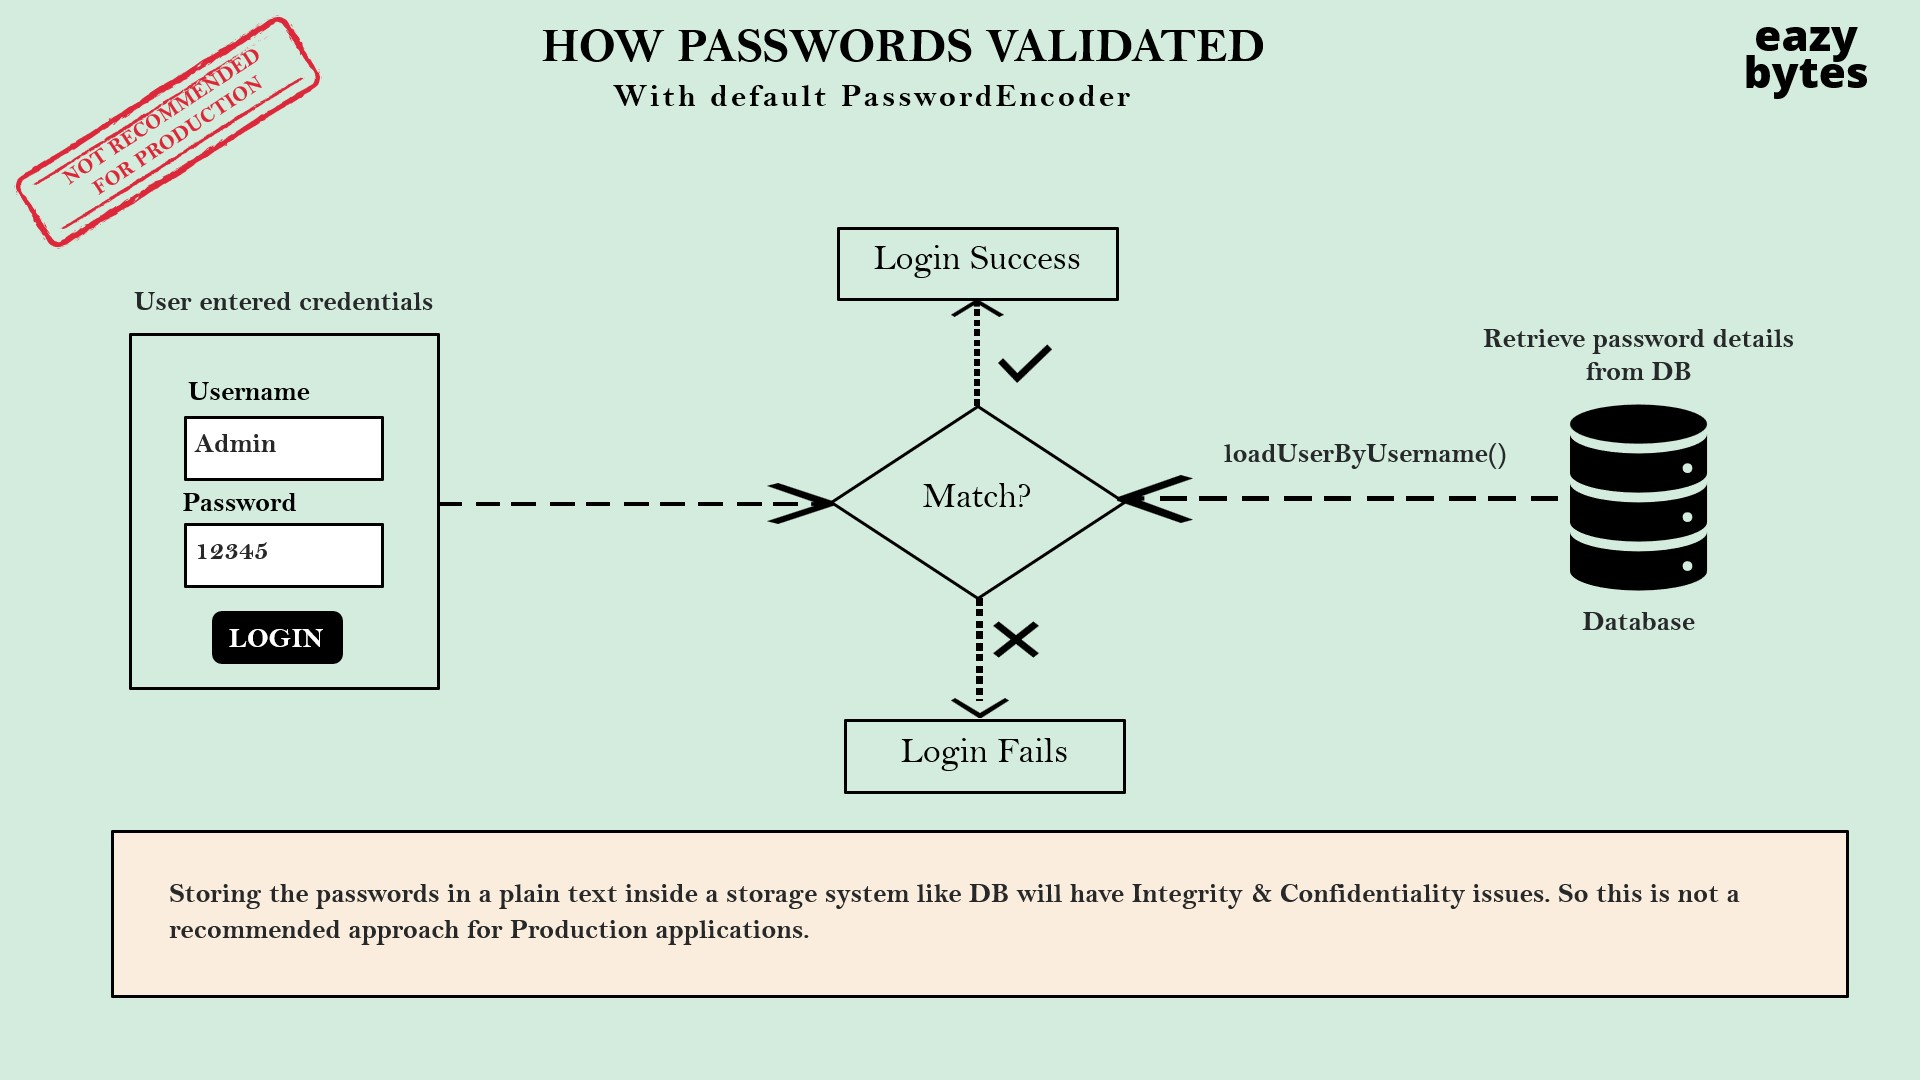 HOW PASSWORDS VALIDATED
With default PasswordEncoder
eazy
bytes
NOT RECOMMENDED
FOR PRODUCTION
Login Success
User entered credentials
Username
Admin
Password
12345
LOGIN
Match?
loadUserByUsername()
Retrieve password details
from DB
Database
Login Fails
Storing the passwords in a plain text inside a storage system like DB will have Integrity & Confidentiality issues. So this is not a
recommended approach for Production applications.